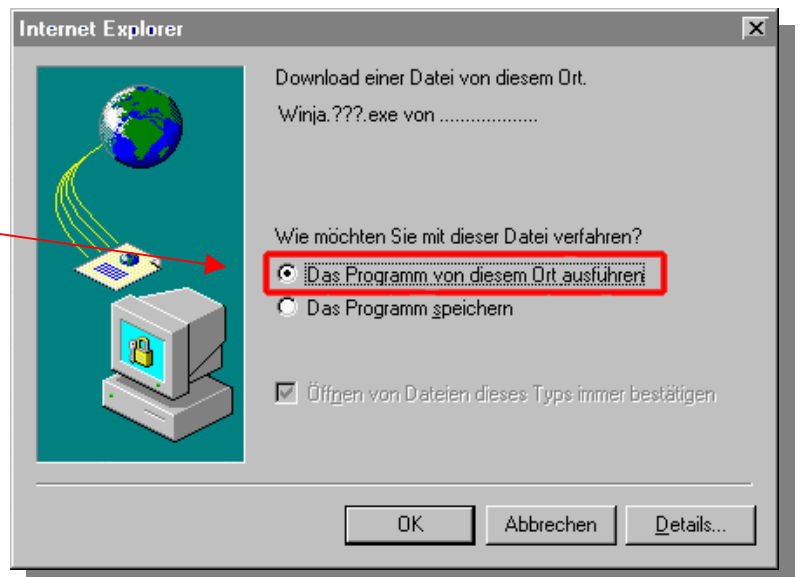 Internet Explorer
Download einer Datei von diesem Ort.
Winja.???.exe von ...................
Wie möchten Sie mit dieser Datei verfahren?
Das Programm von diesem Ort ausführen
Das Programm speichern
Öffnen von Dateien dieses Typs immer bestätigen
OK
Abbrechen
Details...